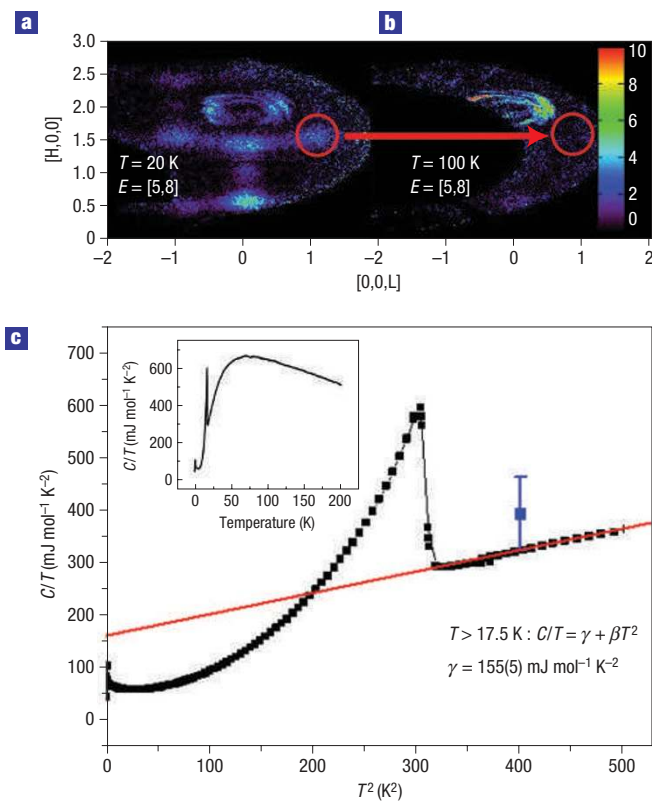 a
b
3.0
2.5
2.0
1.5
1.0
0.5
0
[H,0,0]
T = 20 K
E = [5,8]
T = 100 K
E = [5,8]
10
8
6
4
2
0
–2 –1 0 1 –2 –1 0 1 2
[0,0,L]
c
700
600
500
400
300
200
100
0
C/T (mJ mol–1 K–2)
600
400
200
0
C/T (mJ mol–1 K–2)
0 50 100 150 200
Temperature (K)
T > 17.5 K : C/T = γ + βT2
γ = 155(5) mJ mol–1 K–2
0 100 200 300 400 500
T2 (K2)